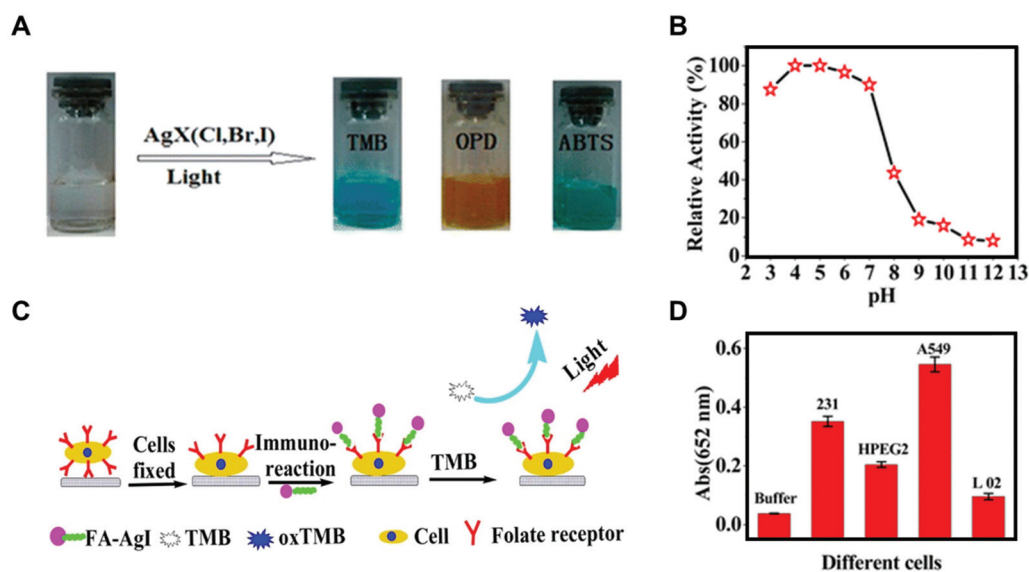 A
AgX(Cl,Br,I)
Light
TMB
OPD
ABTS
B
Relative Activity (%)
100
80
60
40
20
0
2 3 4 5 6 7 8 9 10 11 12 13
pH
C
Cells
fixed
Immuno-
reaction
TMB
Light
FA-AgI
TMB
oxTMB
Cell
Folate receptor
D
Abs(652 nm)
0.6
0.4
0.2
0.0
Buffer
231
HPEG2
A549
L 02
Different cells